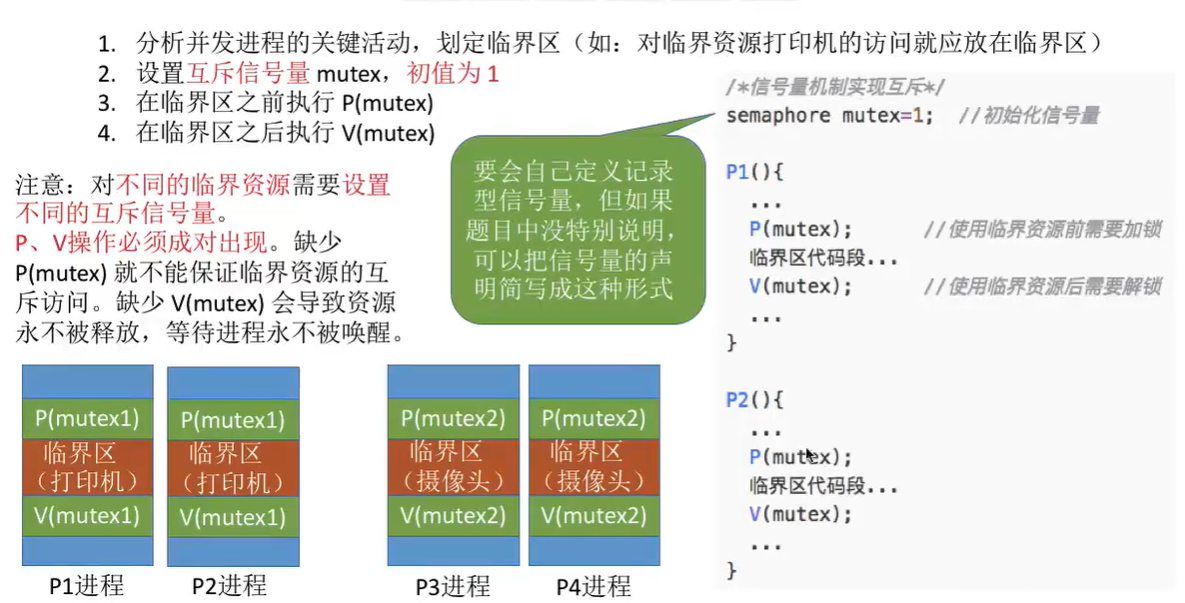 1. 分析并发进程的关键活动，划定临界区（如：对临界资源打印机的访问就应放在临界区）
2. 设置互斥信号量 mutex，初值为 1
3. 在临界区之前执行 P(mutex)
4. 在临界区之后执行 V(mutex)
注意：对不同的临界资源需要设置
不同的互斥信号量。
P、V操作必须成对出现。缺少
P(mutex) 就不能保证临界资源的互
斥访问。缺少 V(mutex) 会导致资源
永不被释放，等待进程永不被唤醒。
要会自己定义记录
型信号量，但如果
题目中没特别说明，
可以把信号量的声
明简写成这种形式
/*信号量机制实现互斥*/
semaphore mutex=1; //初始化信号量
P1(){
...
P(mutex); //使用临界资源前需要加锁
临界区代码段...
V(mutex); //使用临界资源后需要解锁
...
}
P2(){
...
P(mutex);
临界区代码段...
V(mutex);
...
}
P(mutex1)
临界区
（打印机）
V(mutex1)
P1进程
P(mutex1)
临界区
（打印机）
V(mutex1)
P2进程
P(mutex2)
临界区
（摄像头）
V(mutex2)
P3进程
P(mutex2)
临界区
（摄像头）
V(mutex2)
P4进程